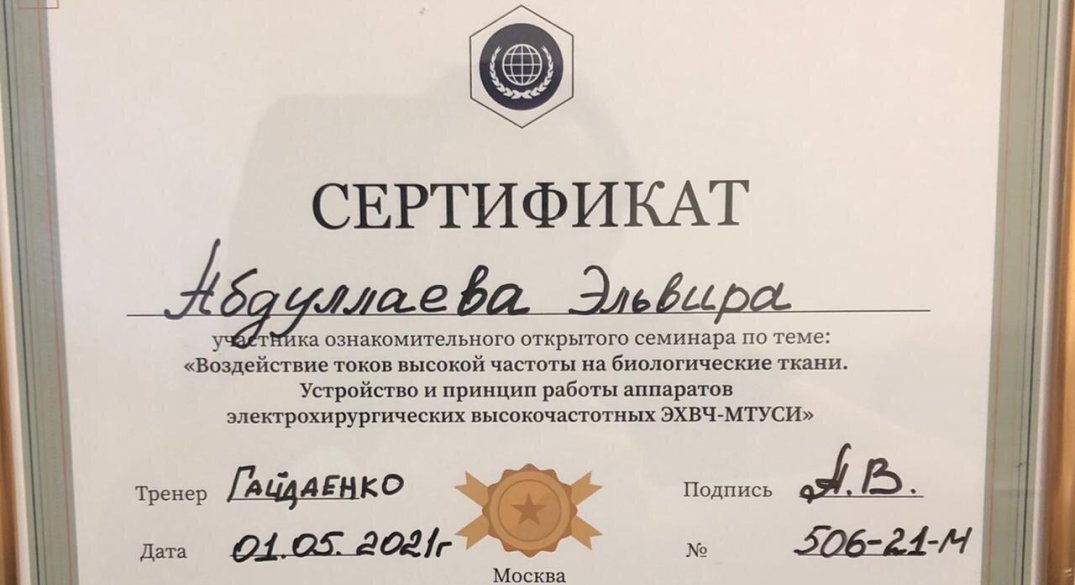 СЕРТИФИКАТ
Абдуллаева Эльвира
участника ознакомительного открытого семинара по теме:
«Воздействие токов высокой частоты на биологические ткани.
Устройство и принцип работы аппаратов
электрохирургических высокочастотных ЭХВЧ-МТУСИ»
Тренер Гайдаенко Подпись А.В.
Дата 01.05.2021г № 506-21-М
Москва